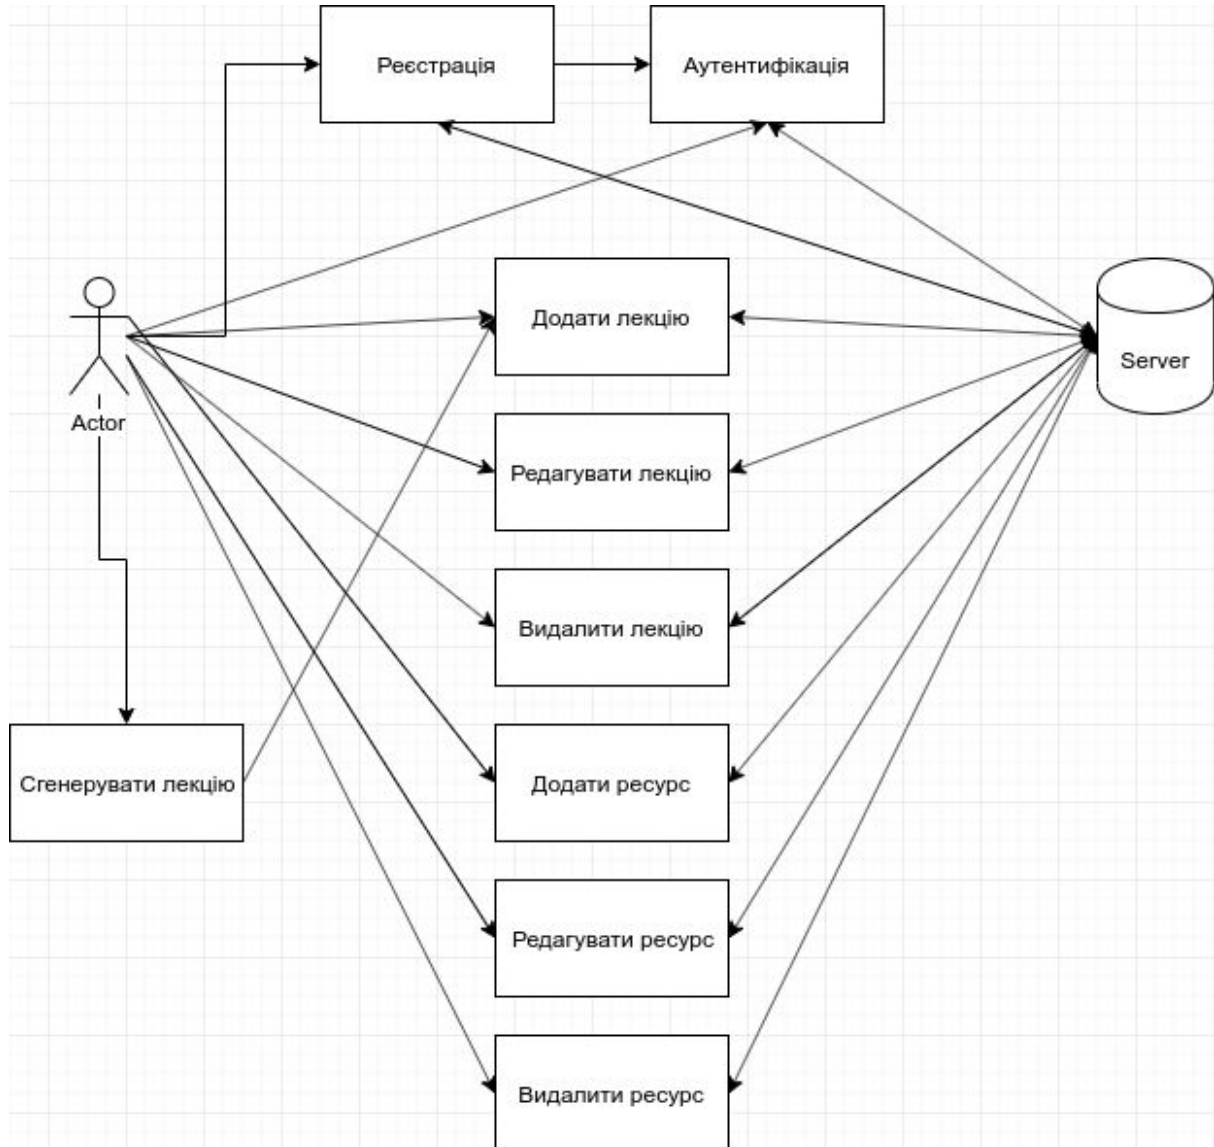 Реєстрація
Аутентифікація
Додати лекцію
Server
Actor
Редагувати лекцію
Видалити лекцію
Сгенерувати лекцію
Додати ресурс
Редагувати ресурс
Видалити ресурс